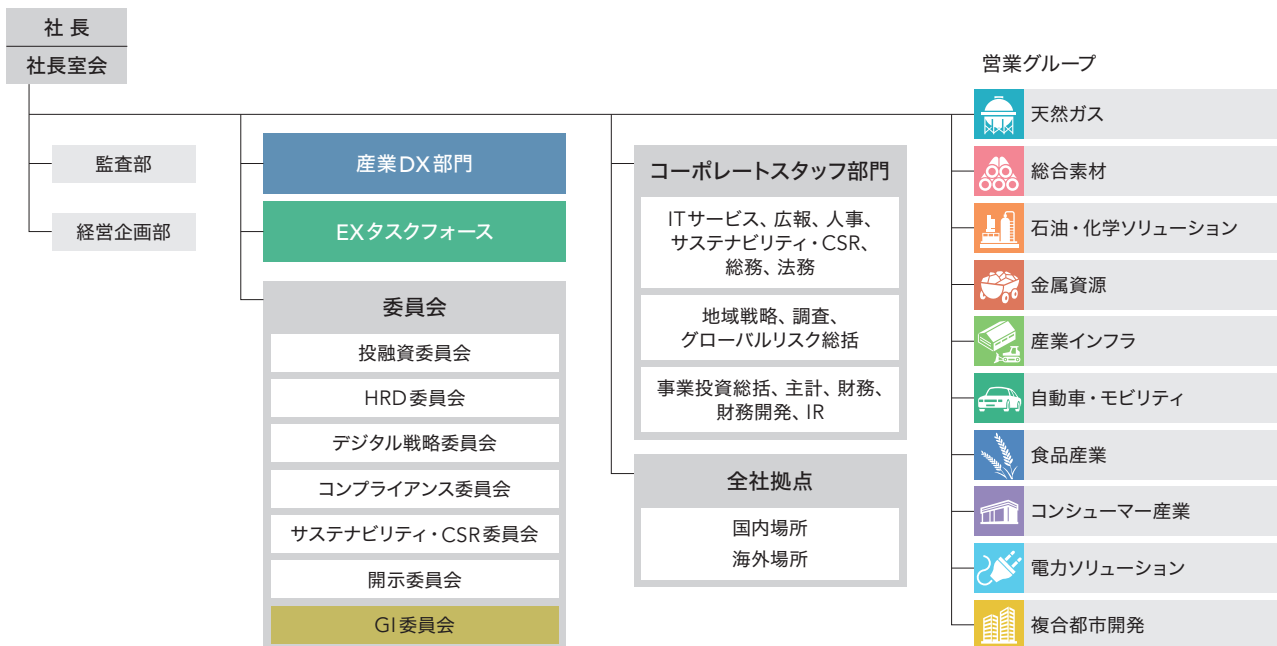 社長
社長室会
監査部
経営企画部
産業DX部門
EXタスクフォース
委員会
投融資委員会
HRD委員会
デジタル戦略委員会
コンプライアンス委員会
サステナビリティ・CSR委員会
開示委員会
GI委員会
コーポレートスタッフ部門
ITサービス、広報、人事、
サステナビリティ・CSR、
総務、法務
地域戦略、調査、
グローバルリスク総括
事業投資総括、主計、財務、
財務開発、IR
全社拠点
国内場所
海外場所
営業グループ
天然ガス
総合素材
石油・化学ソリューション
金属資源
産業インフラ
自動車・モビリティ
食品産業
コンシューマー産業
電力ソリューション
複合都市開発